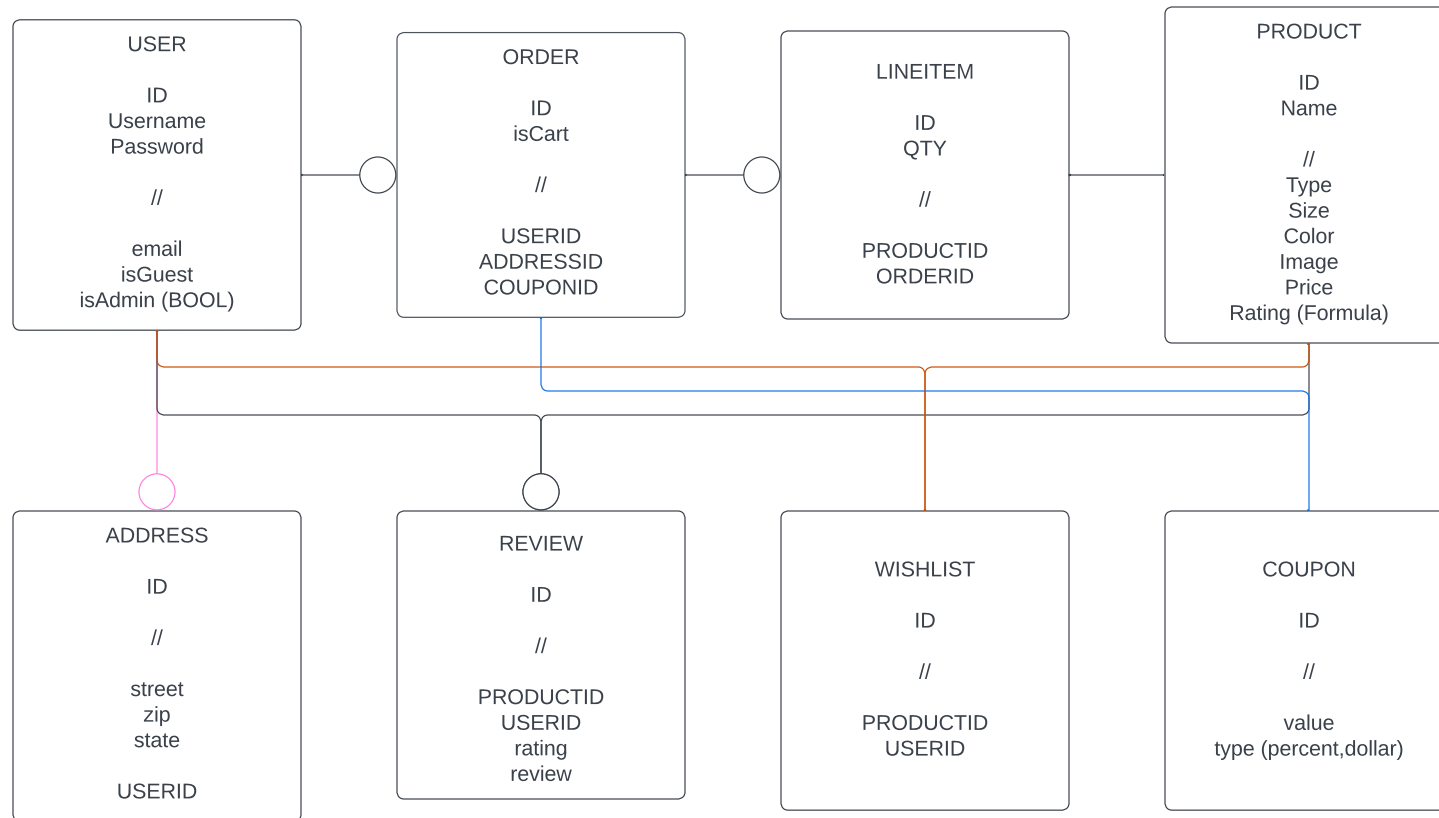 USER
ID
Username
Password
//
email
isGuest
isAdmin (BOOL)
ORDER
ID
isCart
//
USERID
ADDRESSID
COUPONID
LINEITEM
ID
QTY
//
PRODUCTID
ORDERID
PRODUCT
ID
Name
//
Type
Size
Color
Image
Price
Rating (Formula)
ADDRESS
ID
//
street
zip
state
USERID
REVIEW
ID
//
PRODUCTID
USERID
rating
review
WISHLIST
ID
//
PRODUCTID
USERID
COUPON
ID
//
value
type (percent,dollar)